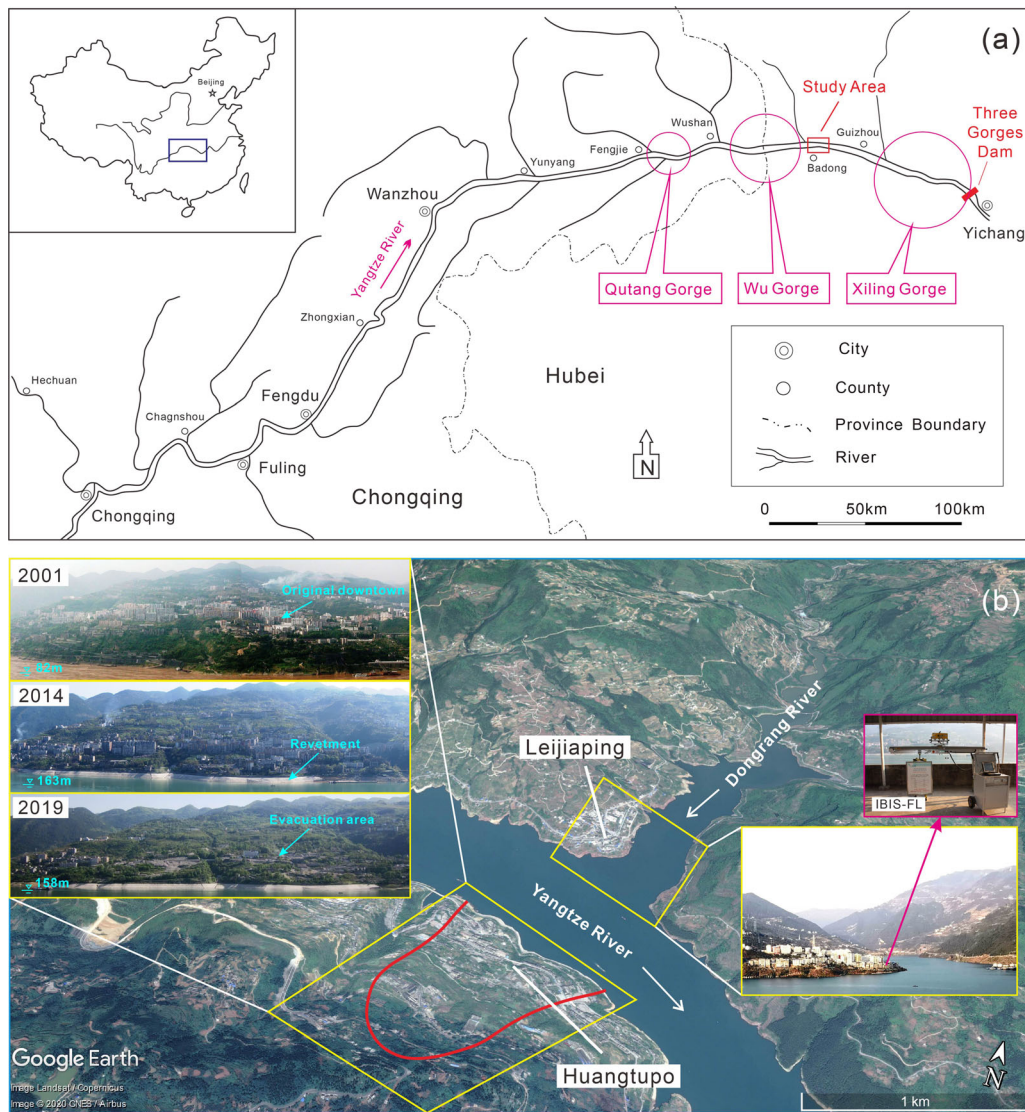 (a)
Beijing
Study Area
Three
Gorges
Dam
Wushan
Guizhou
Fengjie
Yunyang
Badong
Wanzhou
Yichang
Yangtze River
Qutang Gorge
Wu Gorge
Xiling Gorge
Zhongxian
Hechuan
Hubei
Fengdu
Chagnshou
Fuling
Chongqing
Chongqing
N
City
County
Province Boundary
River
0 50km 100km
2001
Original downtown
82m
2014
Revetment
163m
2019
Evacuation area
158m
(b)
Dongrang River
Leijiaping
IBIS-FL
Yangtze River
Huangtupo
Google Earth
Image Landsat / Copernicus
Image © 2020 CNES / Airbus
N
1 km